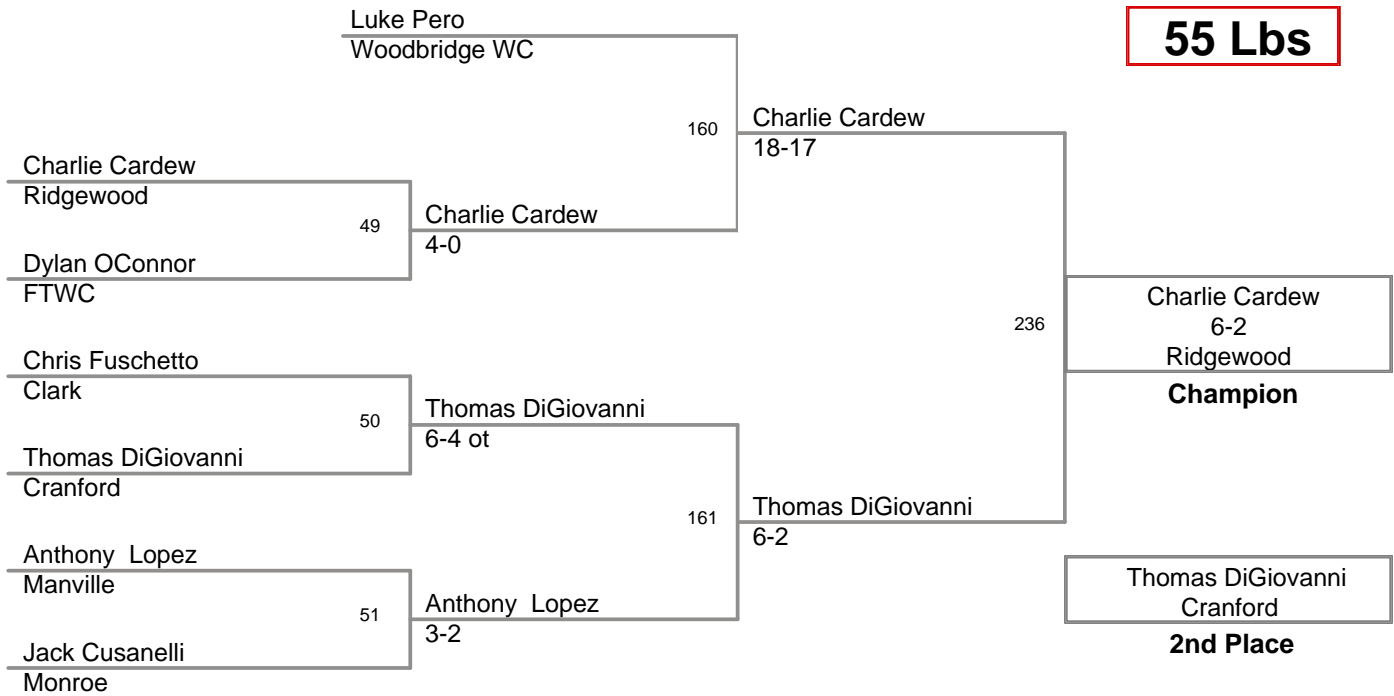 Luke Pero
Woodbridge WC
55 Lbs
160
Charlie Cardew
18-17
Charlie Cardew
Ridgewood
49
Charlie Cardew
4-0
Dylan OConnor
FTWC
236
Charlie Cardew
6-2
Ridgewood
Champion
Chris Fuschetto
Clark
50
Thomas DiGiovanni
6-4 ot
Thomas DiGiovanni
Cranford
161
Thomas DiGiovanni
6-2
Anthony  Lopez
Manville
51
Anthony  Lopez
3-2
Jack Cusanelli
Monroe
Thomas DiGiovanni
Cranford
2nd Place